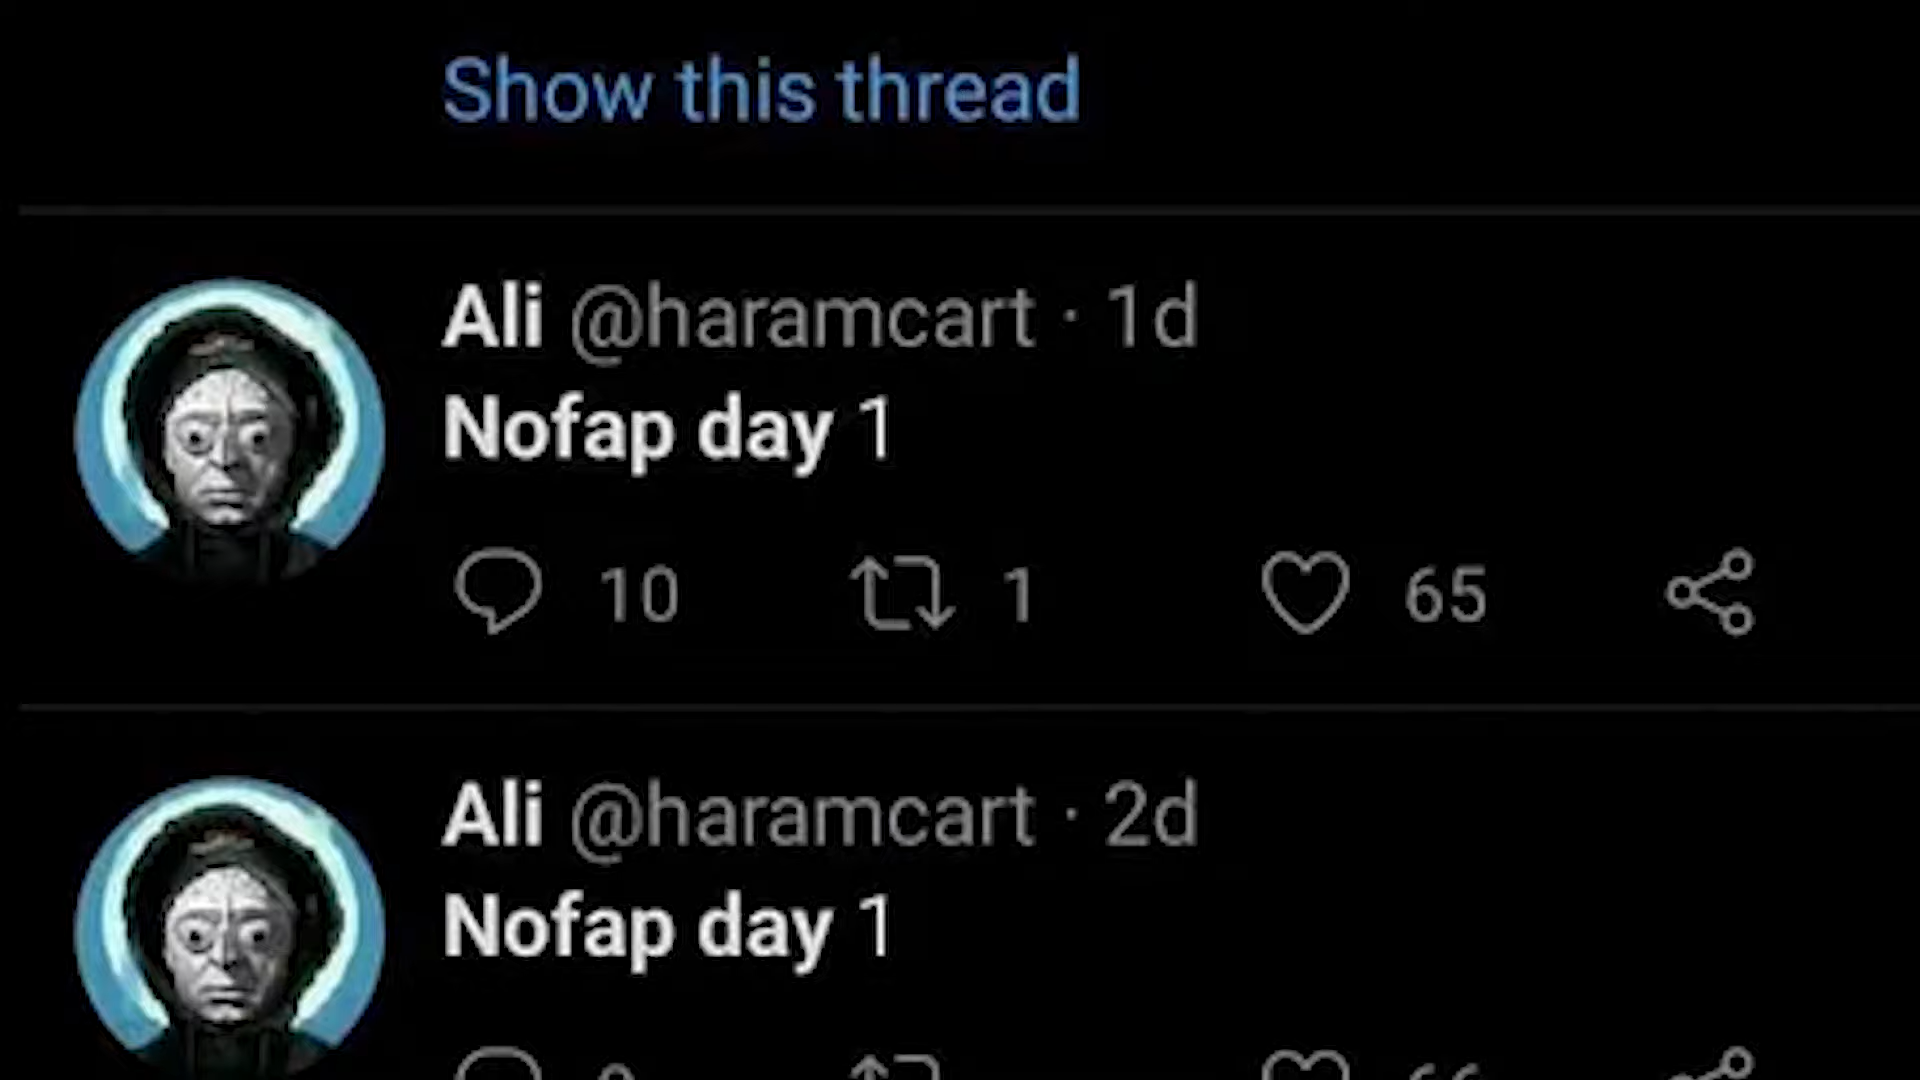 Show this thread
Ali @haramcart · 1d
Nofap day 1
10 1 65
Ali @haramcart · 2d
Nofap day 1